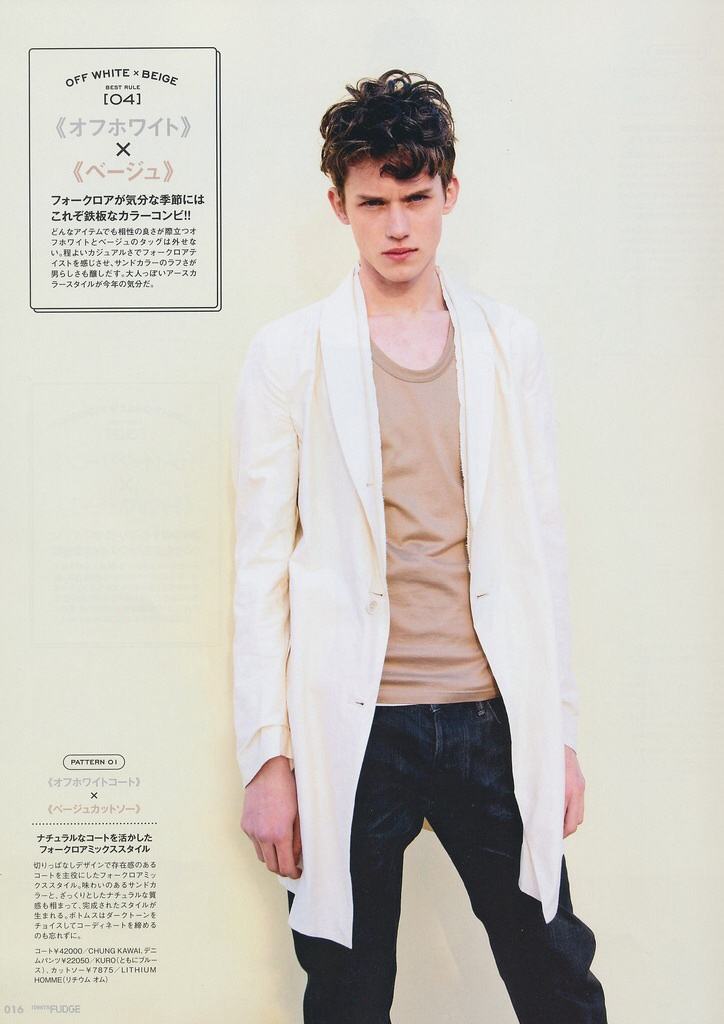 OFF WHITE × BEIGE
BEST RULE
[04]
《オフホワイト》
×
《ベージュ》
フォークロアが気分な季節には
これぞ鉄板なカラーコンビ!!
どんなアイテムでも相性の良さが際立つオ
フホワイトとベージュのタッグは外せな
い。程よいカジュアルさでフォークロアテ
イストを感じさせ、サンドカラーのラフさが
男らしさも醸しだす。大人っぽいアースカ
ラースタイルが今年の気分だ。
PATTERN 01
《オフホワイトコート》
×
《ベージュカットソー》
ナチュラルなコートを活かした
フォークロアミックススタイル
切りっぱなしデザインで存在感のある
コートを主役にしたフォークロアミッ
クススタイル。味わいのあるサンドカ
ラーと、ざっくりとしたナチュラルな質
感も相まって、完成されたスタイルが
生まれる。ボトムスはダークトーンを
チョイスしてコーディネートを締める
のも忘れずに。
コート¥42000／CHUNG KAWAI、デニ
ムパンツ¥22050／KURO(ともにブルー
ス)、カットソー¥7875／LITHIUM
HOMME(リチウム オム)
016 FUDGE